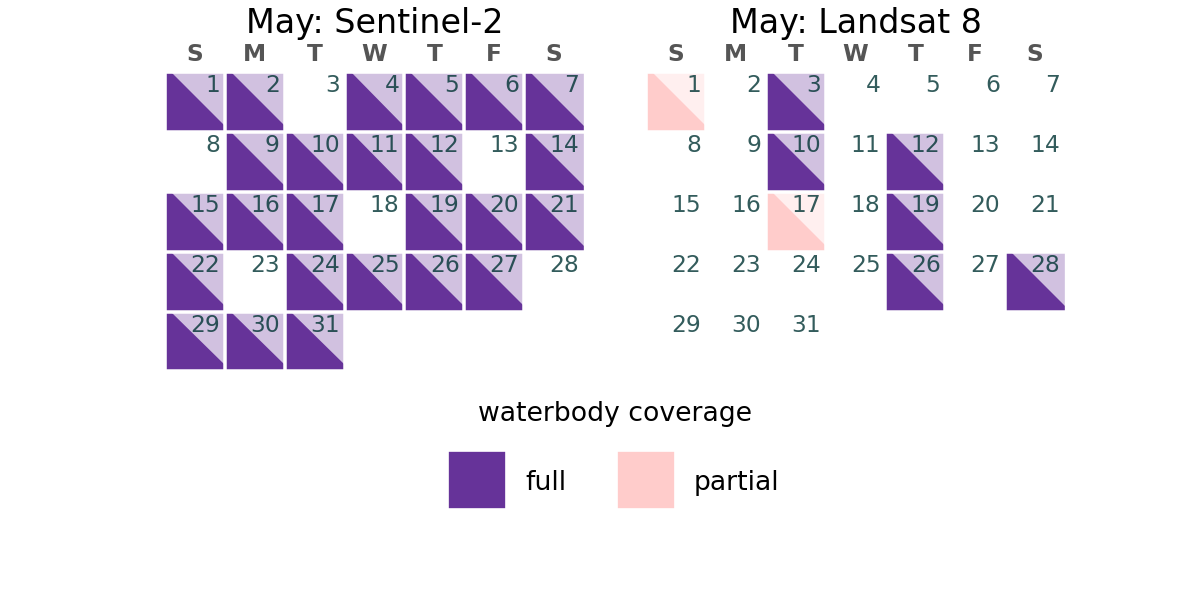 May: Sentinel-2
S M T W T F S
1 2 3 4 5 6 7
8 9 10 11 12 13 14
15 16 17 18 19 20 21
22 23 24 25 26 27 28
29 30 31
May: Landsat 8
S M T W T F S
1 2 3 4 5 6 7
8 9 10 11 12 13 14
15 16 17 18 19 20 21
22 23 24 25 26 27 28
29 30 31
waterbody coverage
full
partial